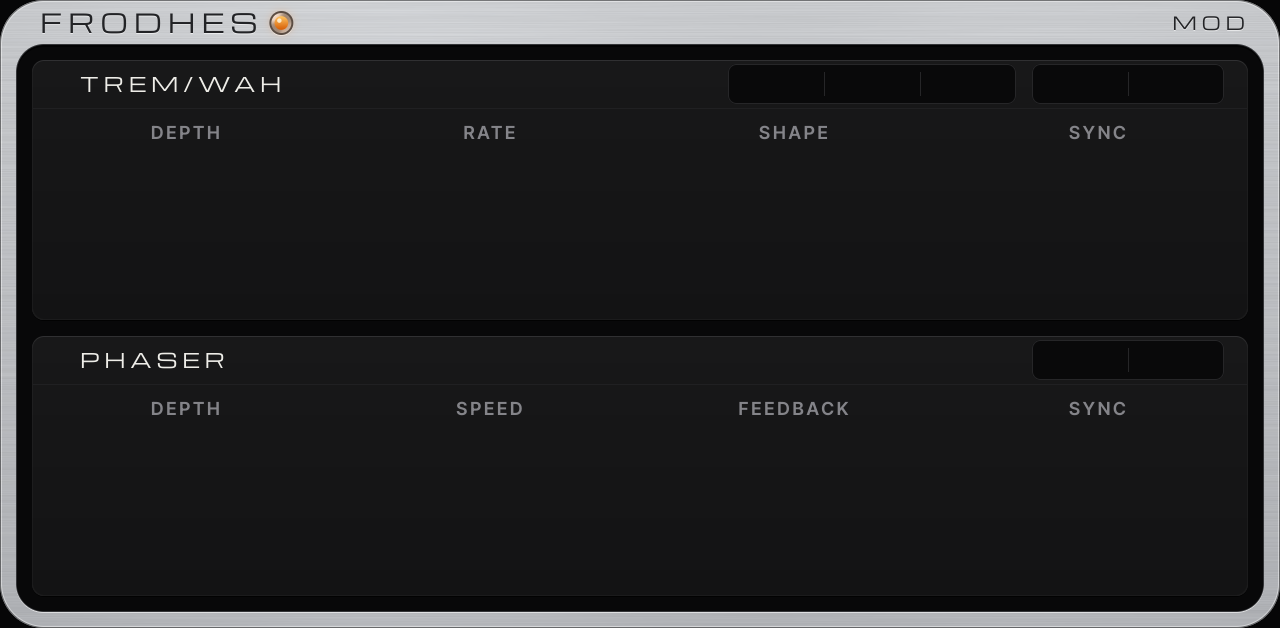 FRODHES MOD
TREM/WAH
DEPTH RATE SHAPE SYNC
PHASER
DEPTH SPEED FEEDBACK SYNC